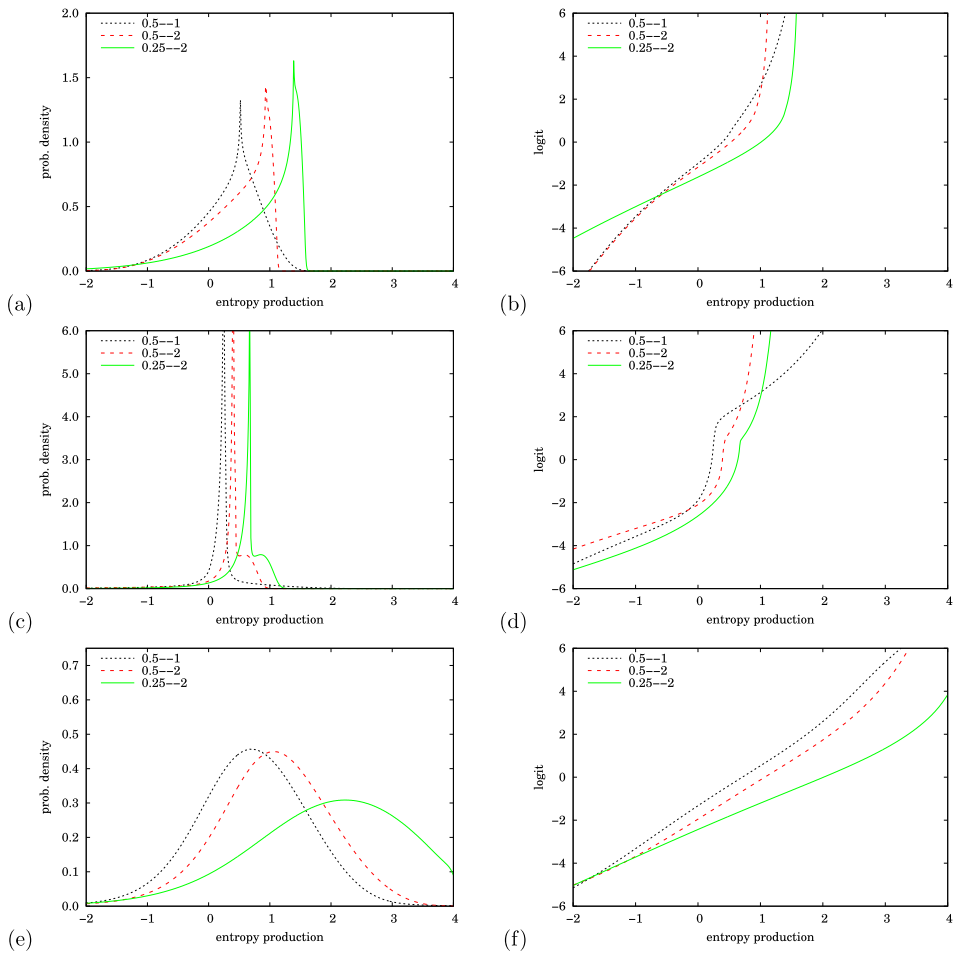 2.0
1.5
1.0
0.5
0.0
prob. density
0.5--1
0.5--2
0.25--2
−2 −1 0 1 2 3 4
entropy production
(a)
6
4
2
0
−2
−4
−6
logit
0.5--1
0.5--2
0.25--2
−2 −1 0 1 2 3 4
entropy production
(b)
6.0
5.0
4.0
3.0
2.0
1.0
0.0
prob. density
0.5--1
0.5--2
0.25--2
−2 −1 0 1 2 3 4
entropy production
(c)
6
4
2
0
−2
−4
−6
logit
0.5--1
0.5--2
0.25--2
−2 −1 0 1 2 3 4
entropy production
(d)
0.7
0.6
0.5
0.4
0.3
0.2
0.1
0.0
prob. density
0.5--1
0.5--2
0.25--2
−2 −1 0 1 2 3 4
entropy production
(e)
6
4
2
0
−2
−4
−6
logit
0.5--1
0.5--2
0.25--2
−2 −1 0 1 2 3 4
entropy production
(f)